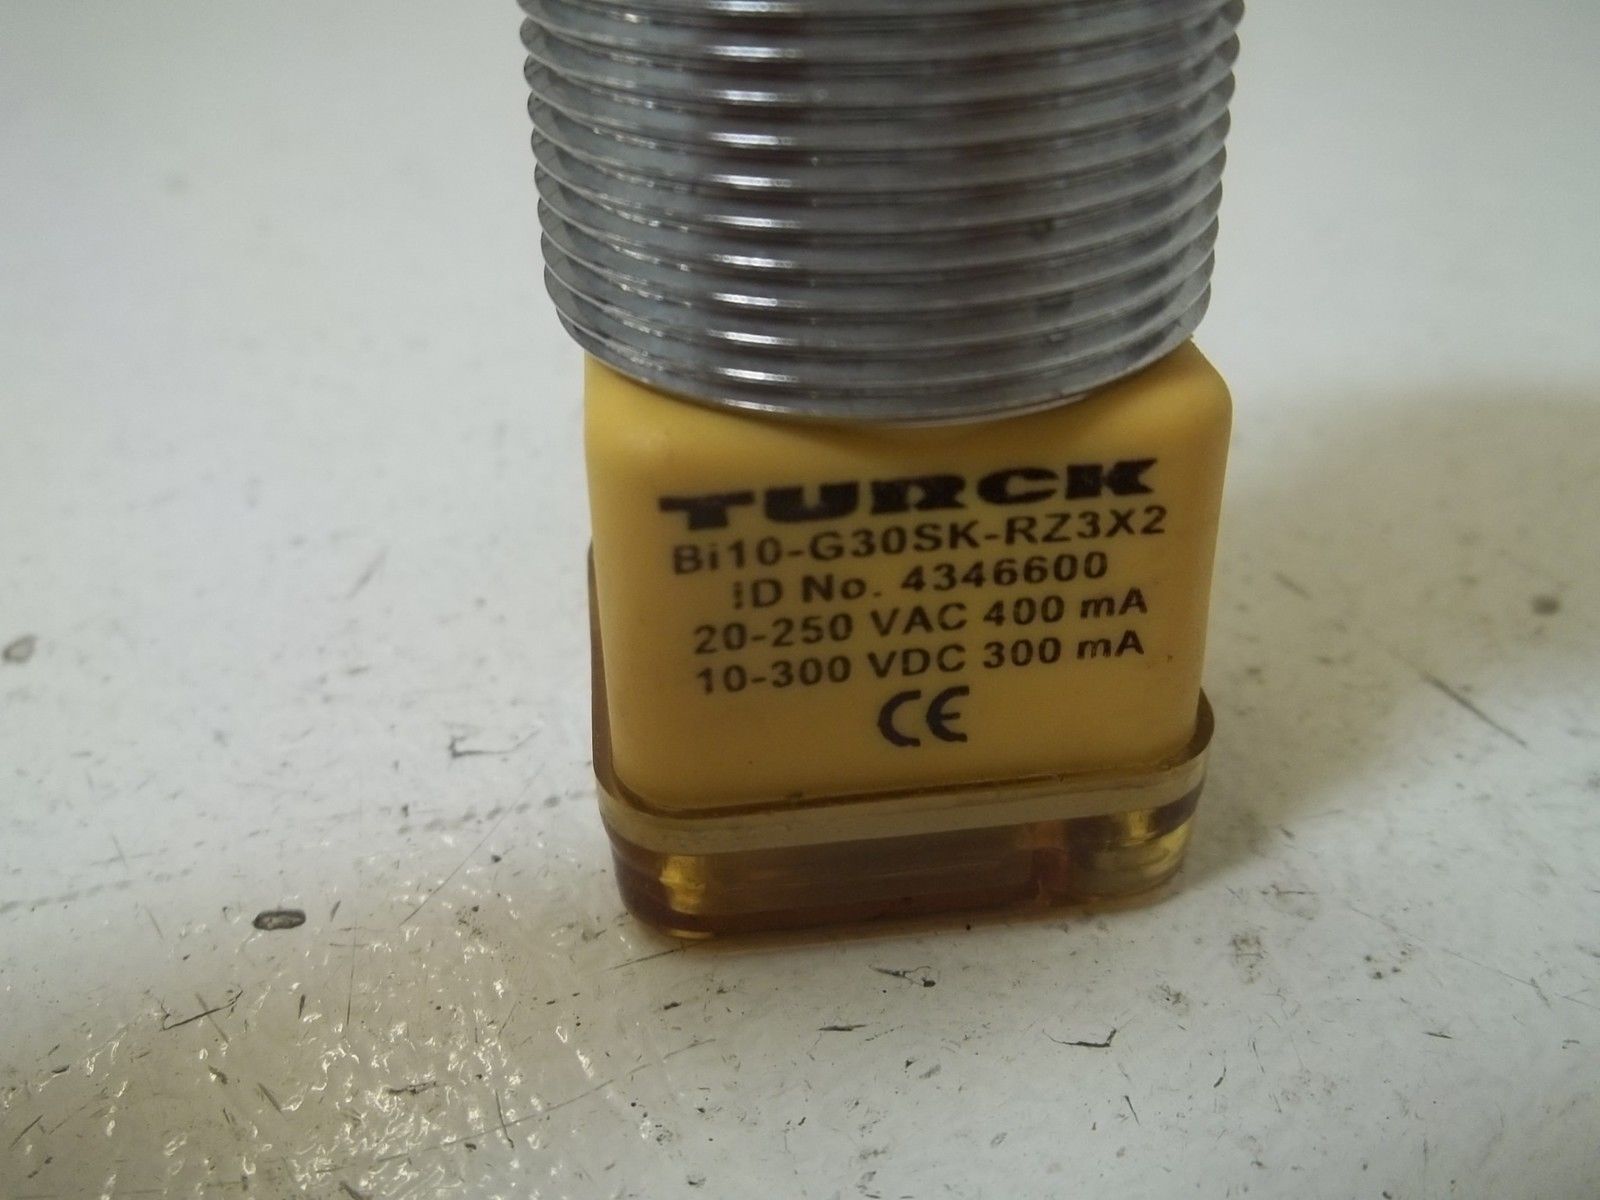 TURCK
Bi10-G30SK-RZ3X2
iD No. 4346600
20-250 VAC 400 mA
10-300 VDC 300 mA
CE